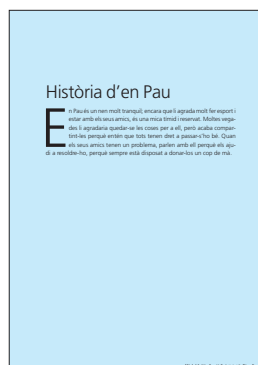 Història d'en Pau
En Pau és un nen molt tranquil; encara que li agrada molt fer esport i
estar amb els seus amics, és una mica tímid i reservat. Moltes vega-
des li agradaria quedar-se les coses per a ell, però acaba compar-
tint-les perquè entén que tots tenen dret a passar-s'ho bé. Quan
els seus amics tenen un problema, parlen amb ell perquè els aju-
di a resoldre-ho, perquè sempre està disposat a donar-los un cop de mà.